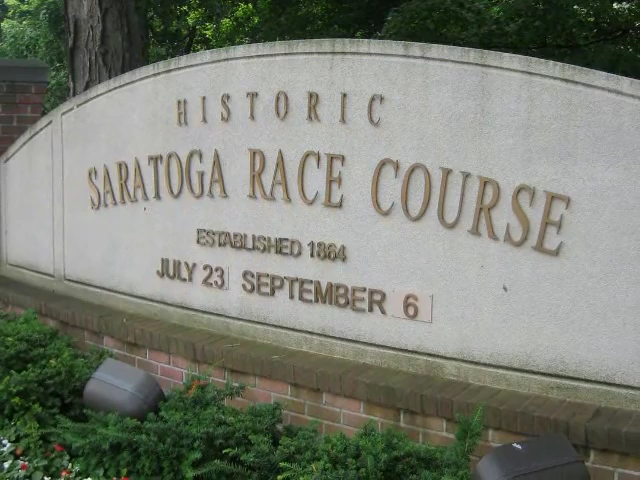 HISTORIC
SARATOGA RACE COURSE
ESTABLISHED 1864
JULY 23 SEPTEMBER 6